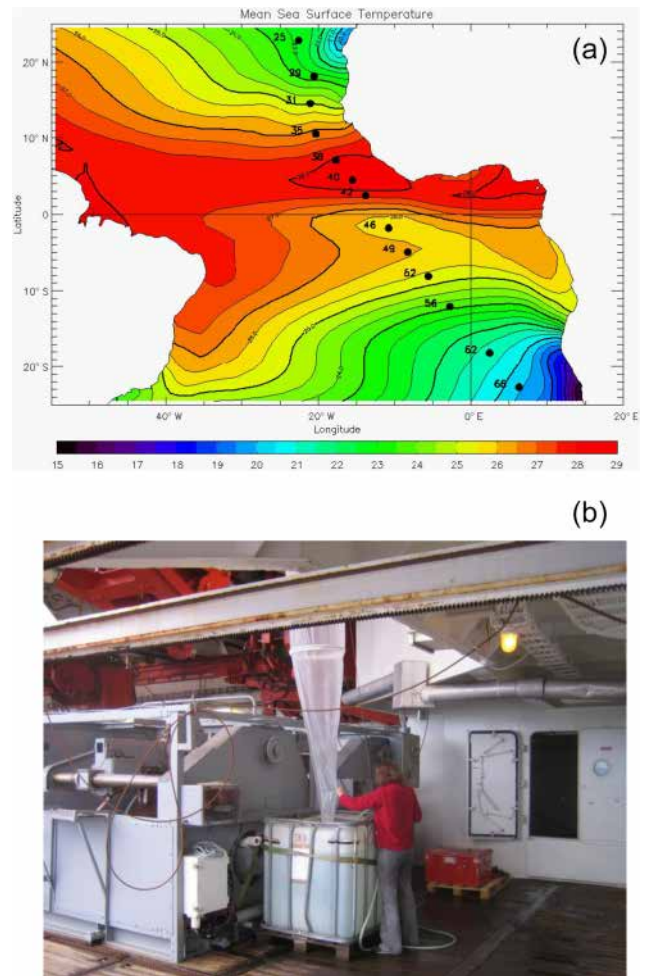 Mean Sea Surface Temperature
(a)
20° N
10° N
0
10° S
20° S
Latitude
25
29
31
35
38
40
42
46
49
52
56
62
66
40° W
20° W
0° E
20° E
Longitude
15 16 17 18 19 20 21 22 23 24 25 26 27 28 29
(b)